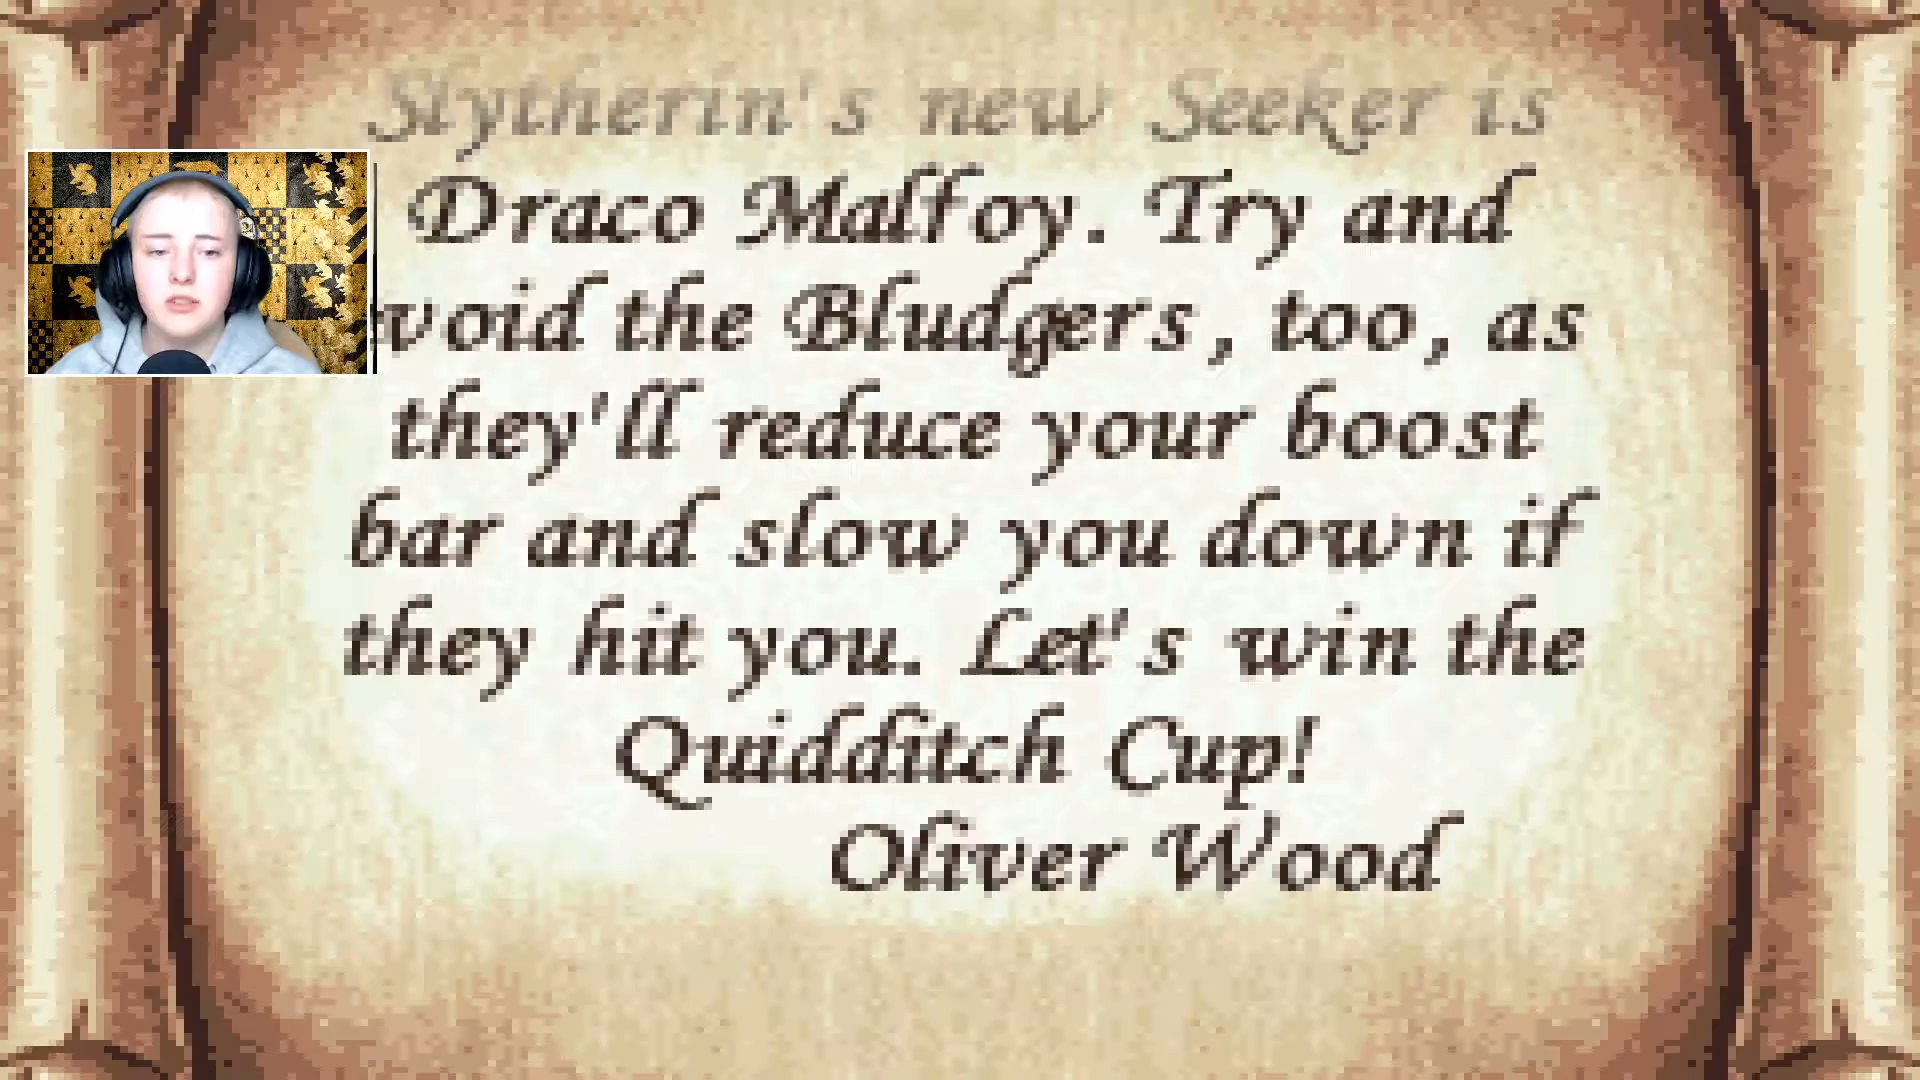 Slytherin's new Seeker is
Draco Malfoy. Try and
void the Bludgers, too, as
they'll reduce your boost
bar and slow you down if
they hit you. Let's win the
Quidditch Cup!
Oliver Wood